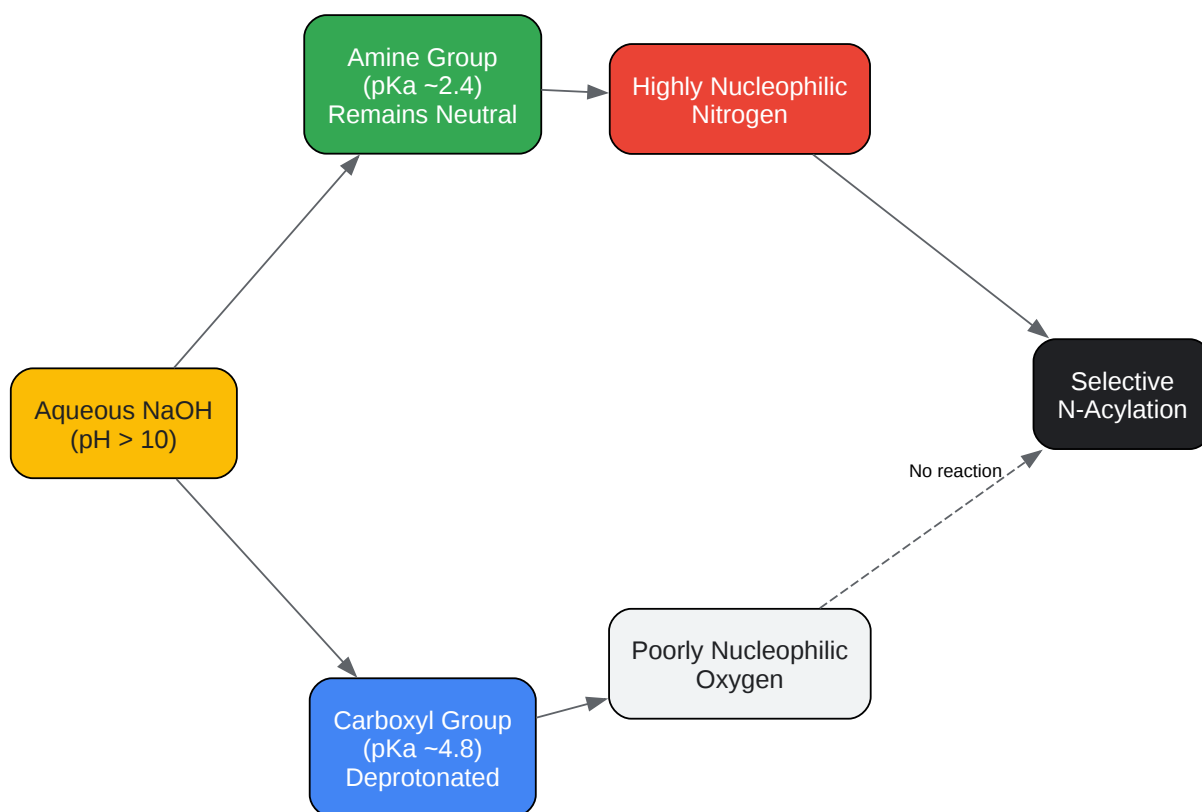 Amine Group
(pKa ~2.4)
Remains Neutral
Highly Nucleophilic
Nitrogen
Aqueous NaOH
(pH > 10)
Selective
N-Acylation
No reaction
Poorly Nucleophilic
Oxygen
Carboxyl Group
(pKa ~4.8)
Deprotonated